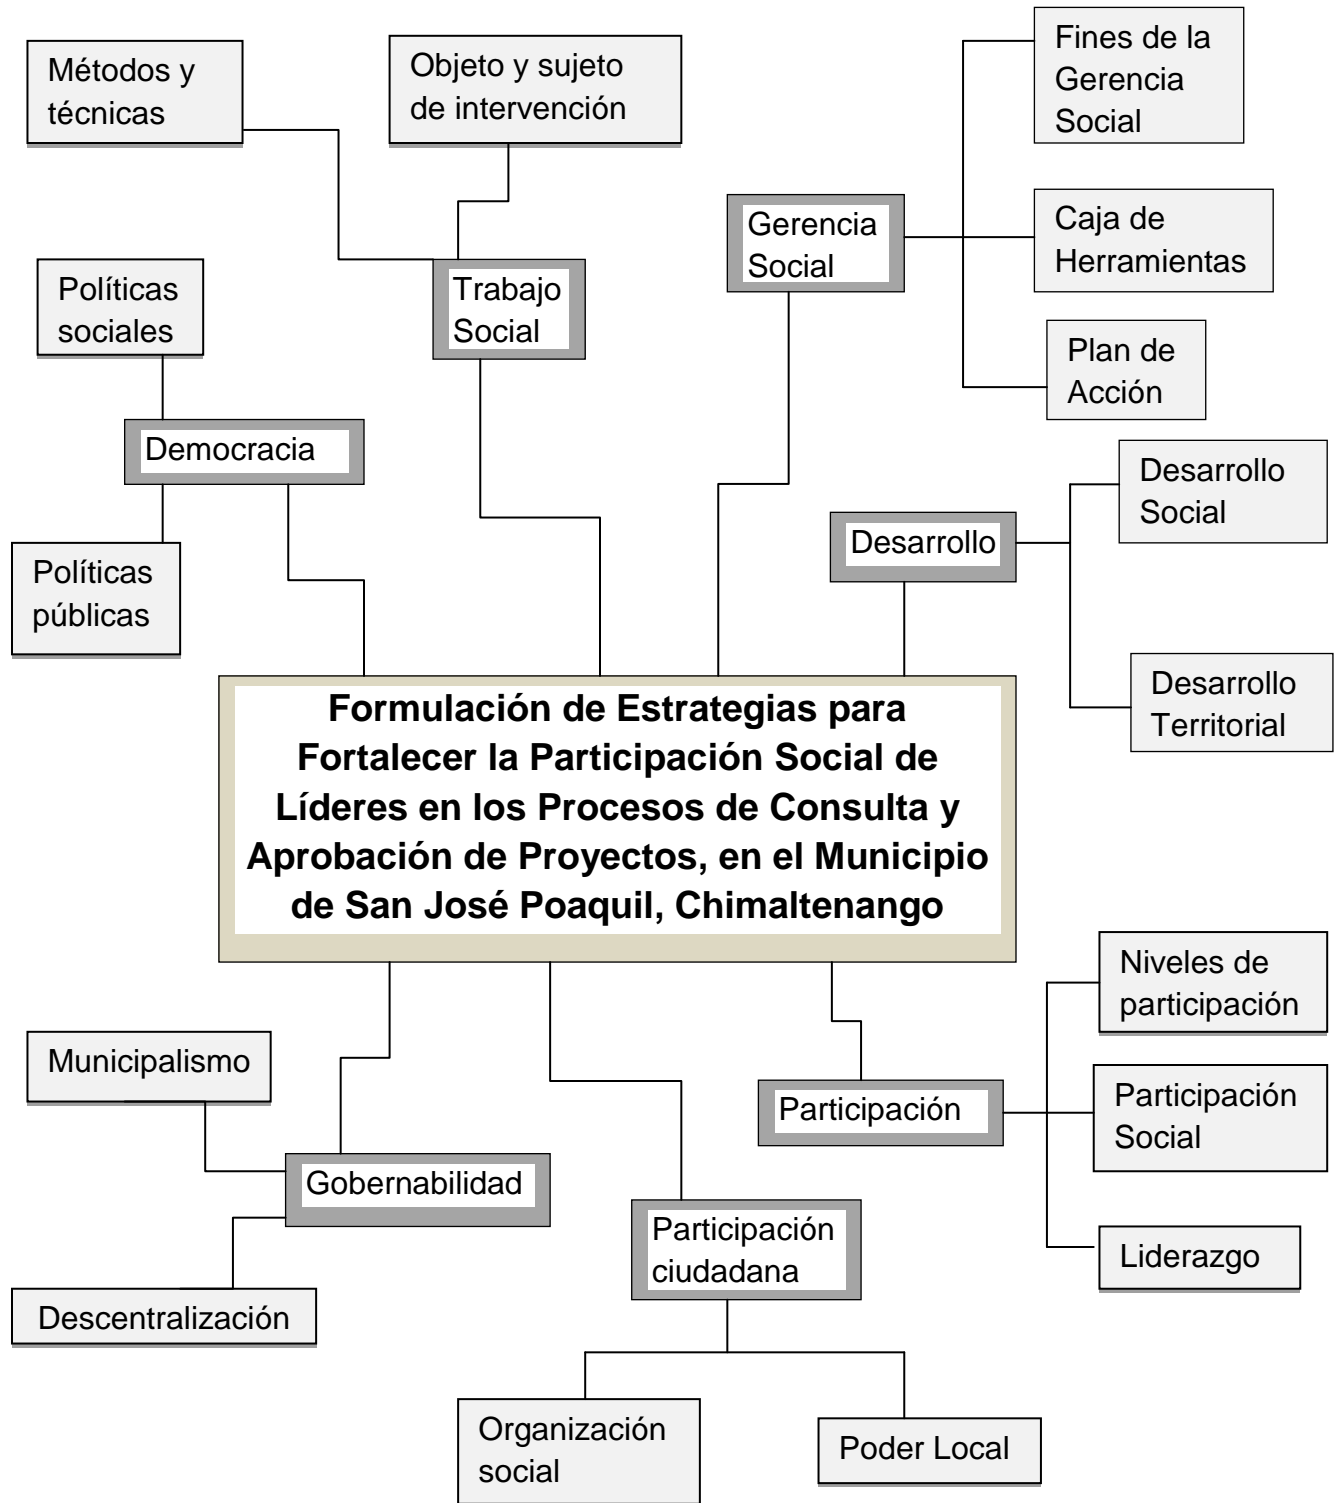 Métodos y
técnicas
Objeto y sujeto
de intervención
Fines de la
Gerencia
Social
Gerencia
Social
Caja de
Herramientas
Plan de
Acción
Trabajo
Social
Políticas
sociales
Democracia
Políticas
públicas
Desarrollo
Desarrollo
Social
Desarrollo
Territorial
Formulación de Estrategias para
Fortalecer la Participación Social de
Líderes en los Procesos de Consulta y
Aprobación de Proyectos, en el Municipio
de San José Poaquil, Chimaltenango
Municipalismo
Gobernabilidad
Descentralización
Participación
ciudadana
Organización
social
Poder Local
Participación
Niveles de
participación
Participación
Social
Liderazgo